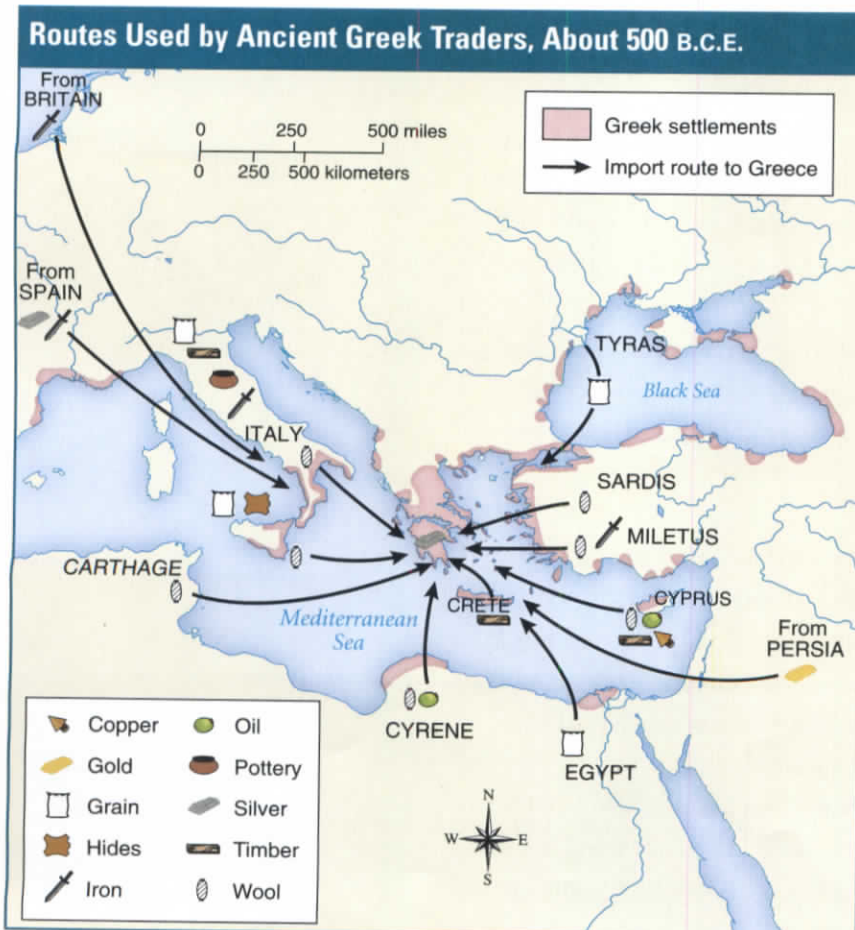 Routes Used by Ancient Greek Traders, About 500 B.C.E.
From
BRITAIN
0 250 500 miles
0 250 500 kilometers
Greek settlements
Import route to Greece
From
SPAIN
TYRAS
Black Sea
ITALY
SARDIS
MILETUS
CARTHAGE
Mediterranean
Sea
CRETE
CYPRUS
From
PERSIA
CYRENE
EGYPT
Copper
Gold
Grain
Hides
Iron
Oil
Pottery
Silver
Timber
Wool
N
W E
S